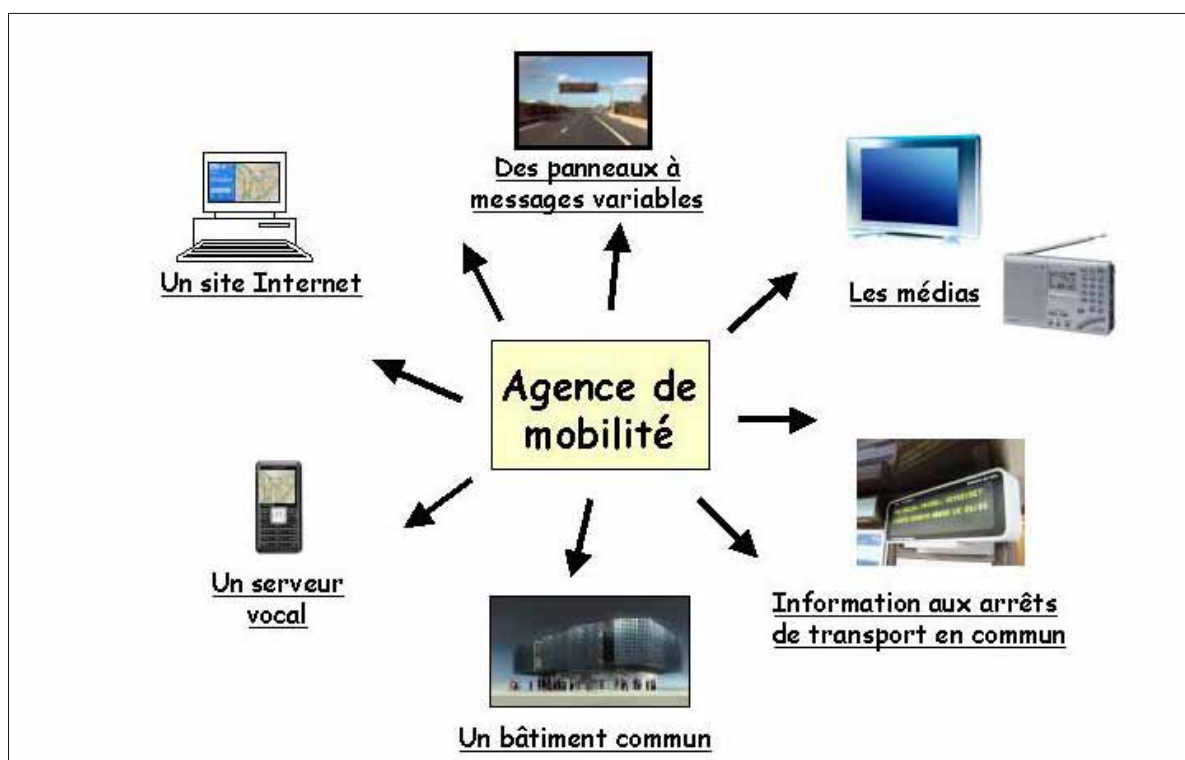 Des panneaux à
messages variables
Un site Internet
Les médias
Agence de
mobilité
Un serveur
vocal
Information aux arrêts
de transport en commun
Un bâtiment commun